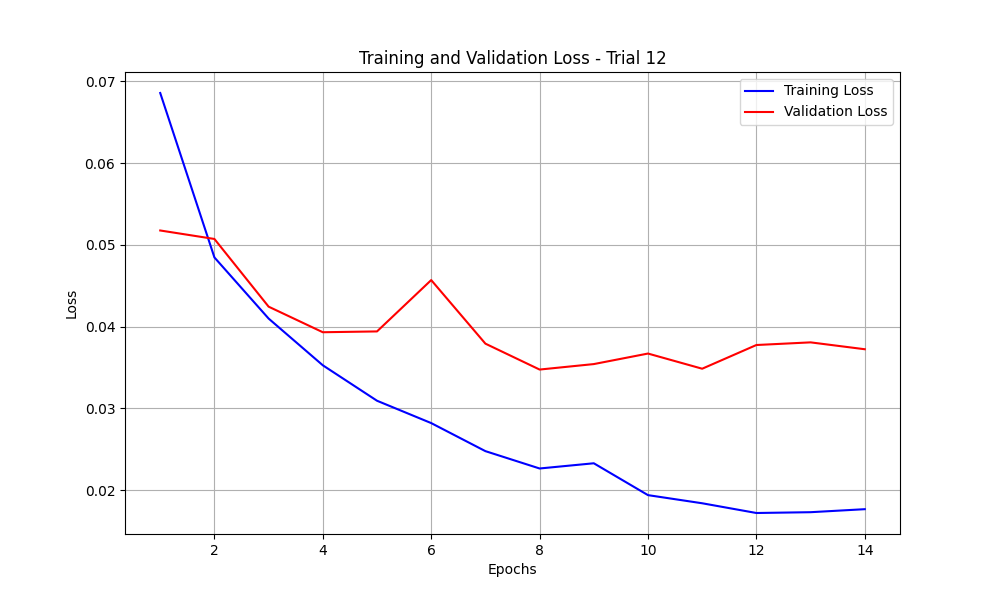 Training and Validation Loss - Trial 12
Training Loss
Validation Loss
Loss
0.07
0.06
0.05
0.04
0.03
0.02
2 4 6 8 10 12 14
Epochs